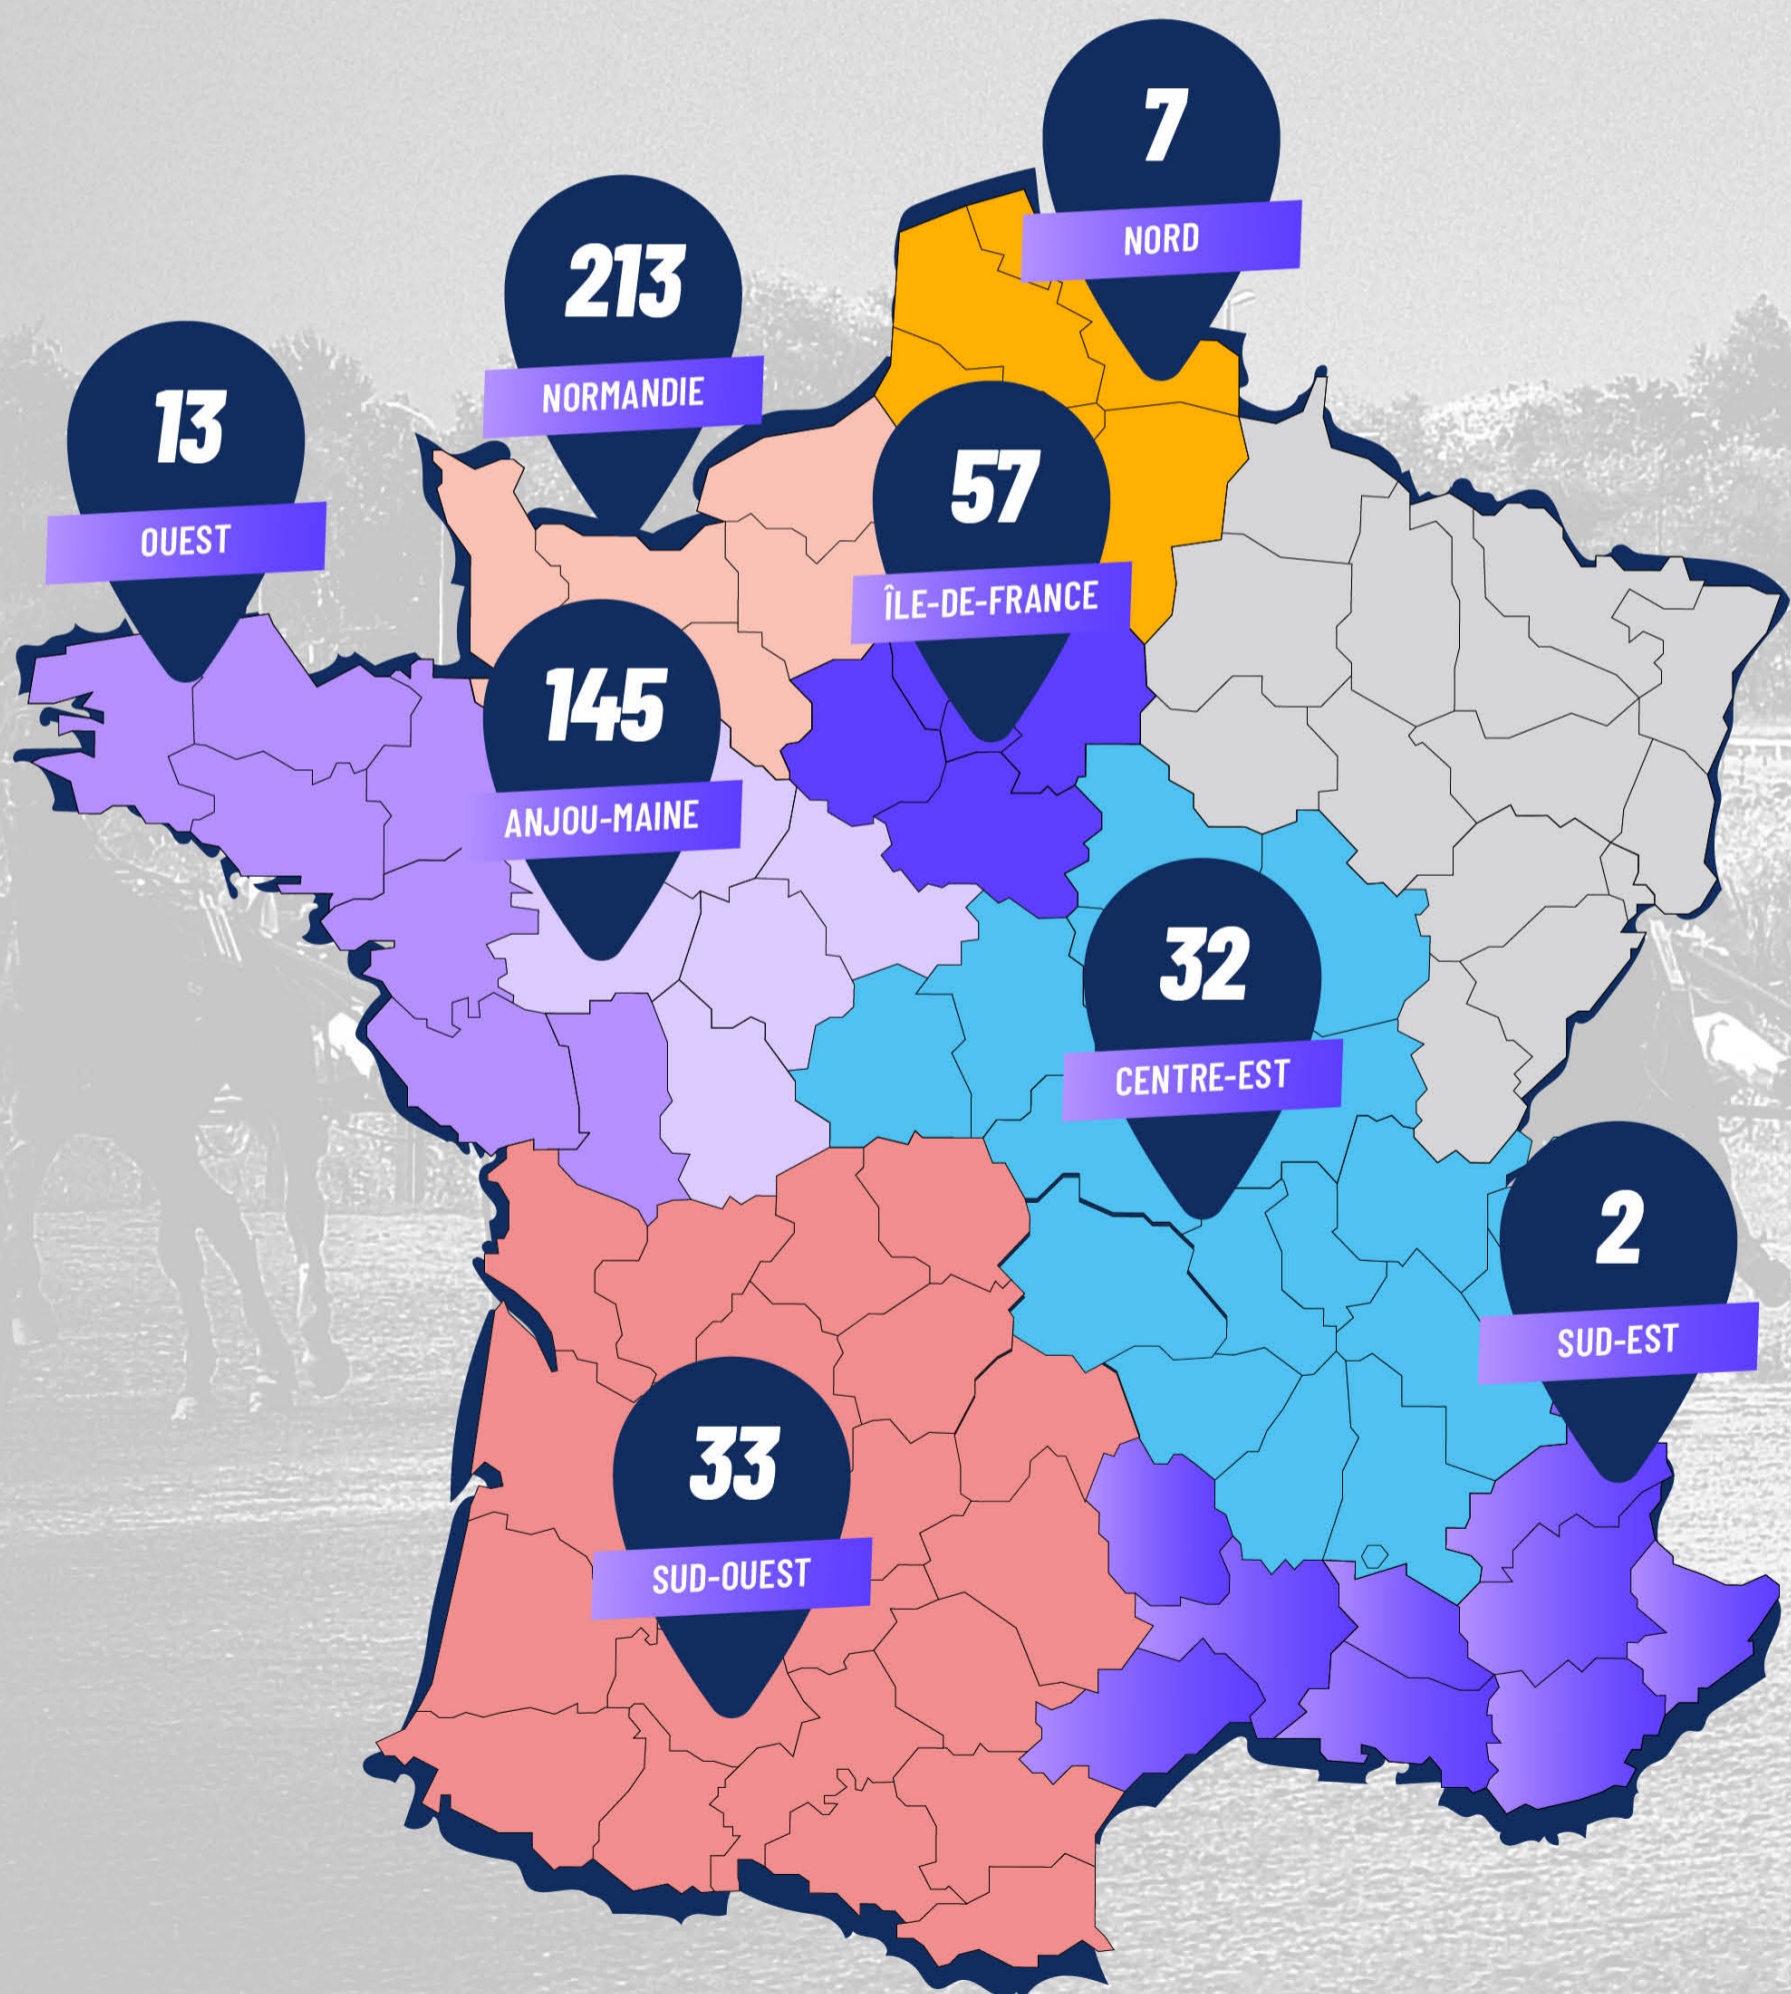 7
NORD
213
NORMANDIE
13
OUEST
57
ÎLE-DE-FRANCE
145
ANJOU-MAINE
32
CENTRE-EST
2
SUD-EST
33
SUD-OUEST